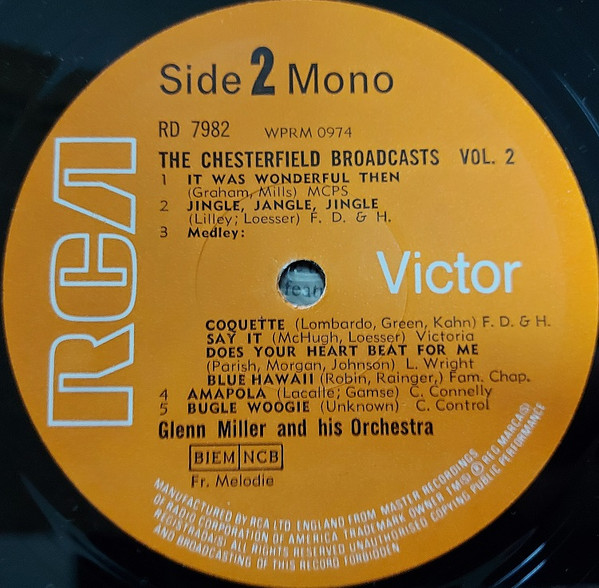 Side 2 Mono
RD 7982 WPRM 0974
THE CHESTERFIELD BROADCASTS VOL. 2
1 IT WAS WONDERFUL THEN
(Graham, Mills) MCPS
2 JINGLE, JANGLE, JINGLE
(Lilley; Loesser) F. D. & H.
3 Medley:
RCA
Victor
COQUETTE (Lombardo, Green, Kahn) F. D. & H.
SAY IT (McHugh, Loesser) Victoria
DOES YOUR HEART BEAT FOR ME
(Parish, Morgan, Johnson) L. Wright
BLUE HAWAII (Robin, Rainger,) Fam. Chap.
4 AMAPOLA (Lacalle; Gamse) C. Connelly
5 BUGLE WOOGIE (Unknown) C. Control
Glenn Miller and his Orchestra
BIEM NCB
Fr. Melodie
MANUFACTURED BY RCA LTD. ENGLAND FROM MASTER RECORDINGS
OF RADIO CORPORATION OF AMERICA TRADEMARK OWNER TM(S) ® REG MARCA(S)
REGISTRADA(S) ALL RIGHTS RESERVED UNAUTHORISED COPYING PUBLIC PERFORMANCE
AND BROADCASTING OF THIS RECORD FORBIDDEN